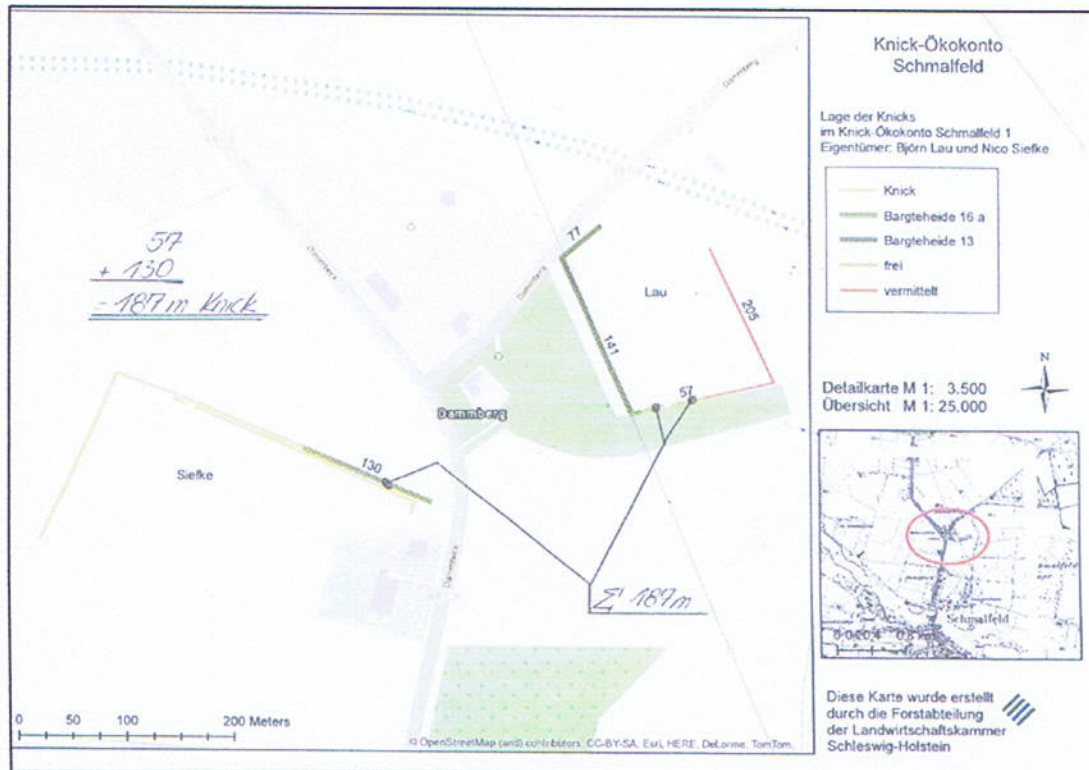 Knick-Ökokonto
Schmalfeld
Lage der Knicks
im Knick-Ökokonto Schmalfeld 1
Eigentümer: Björn Lau und Nico Siefke
Knick
Bargteheide 16 a
Bargteheide 13
frei
vermittelt
N
Detailkarte M 1: 3.500
Übersicht M 1: 25.000
Schmalfeld
Diese Karte wurde erstellt
durch die Forstabteilung
der Landwirtschaftskammer
Schleswig-Holstein
57
+ 130
= 187 m Knick
Dammberg
Dammberg
77
141
Lau
205
57
Dammberg
130
Siefke
Σ 187m
0 50 100 200 Meters
© OpenStreetMap (and) contributors, CC-BY-SA, Esri, HERE, DeLorme, TomTom,